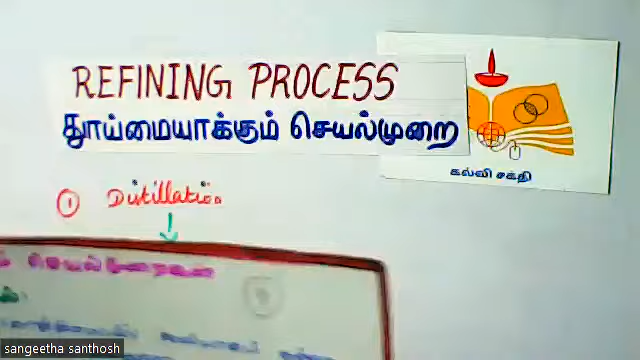 REFINING PROCESS
தூய்மையாக்கும் செயல்முறை
கல்வி சக்தி
① Distillation
sangeetha santhosh